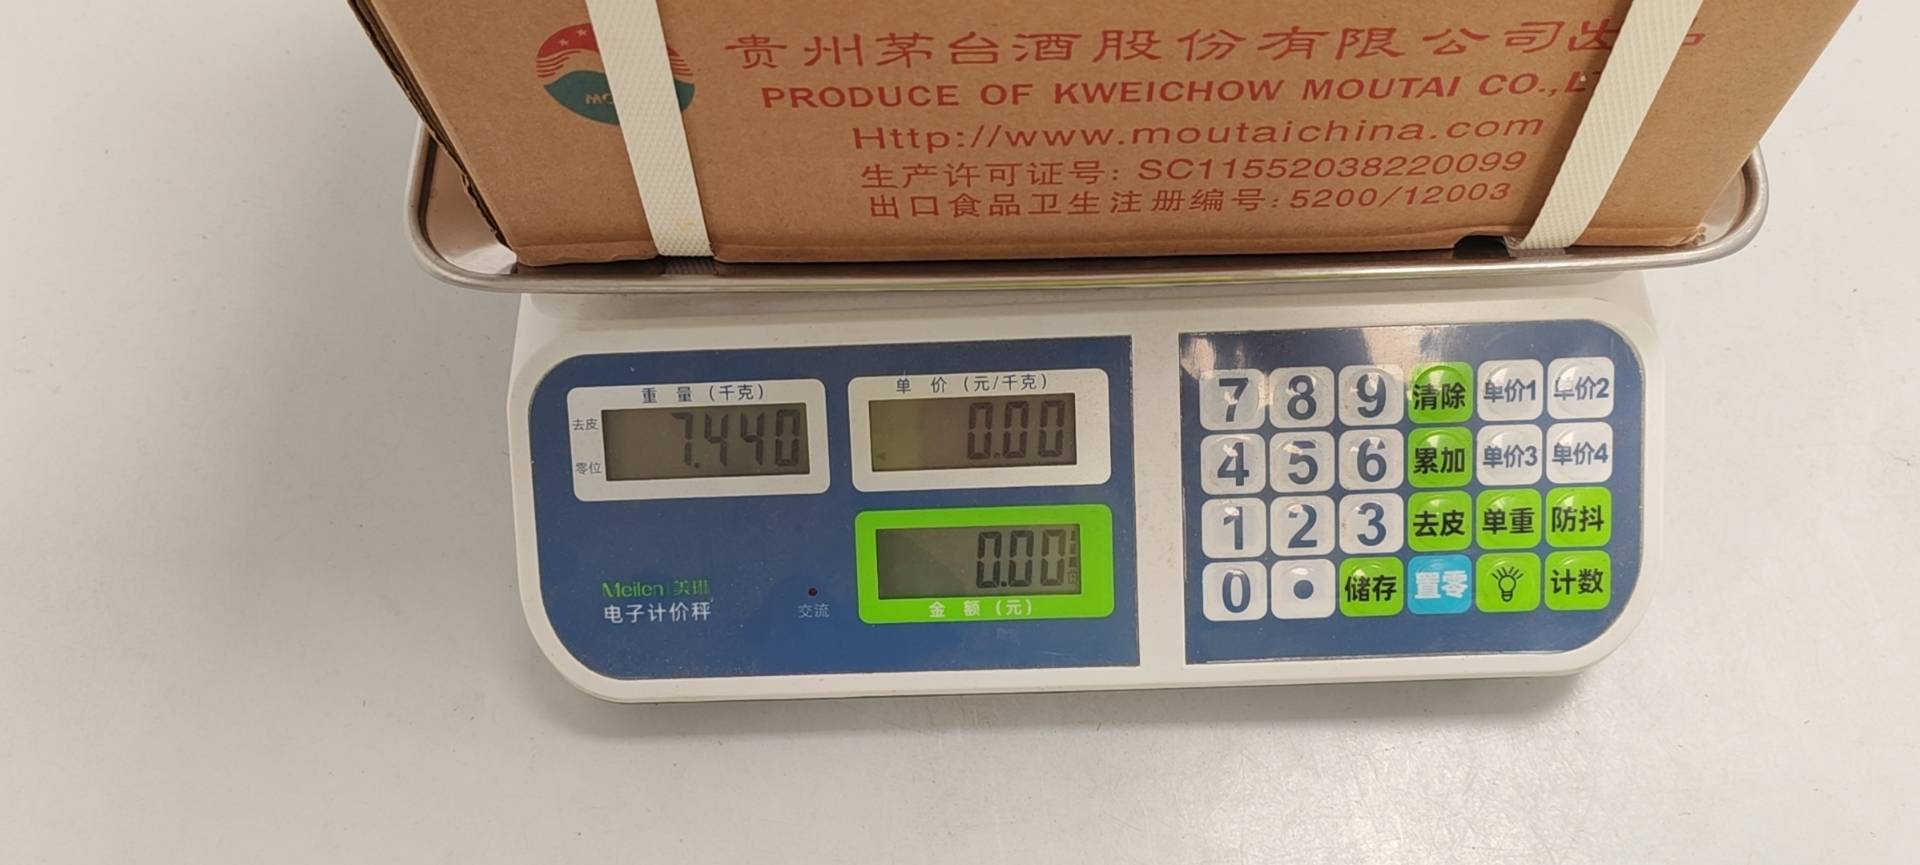 贵州茅台酒股份有限公司出
PRODUCE OF KWEICHOW MOUTAI CO.,L
Http://www.moutaichina.com
生产许可证号: SC11552038220099
出口食品卫生注册编号:5200/12003
MO
重量(千克)
去皮
零位
7.440
单价(元/千克)
0.00
0.00
金额(元)
Meilen 美琳
电子计价秤
交流
7 8 9 清除 单价1 单价2
4 5 6 累加 单价3 单价4
1 2 3 去皮 单重 防抖
0 . 储存 置零 计数